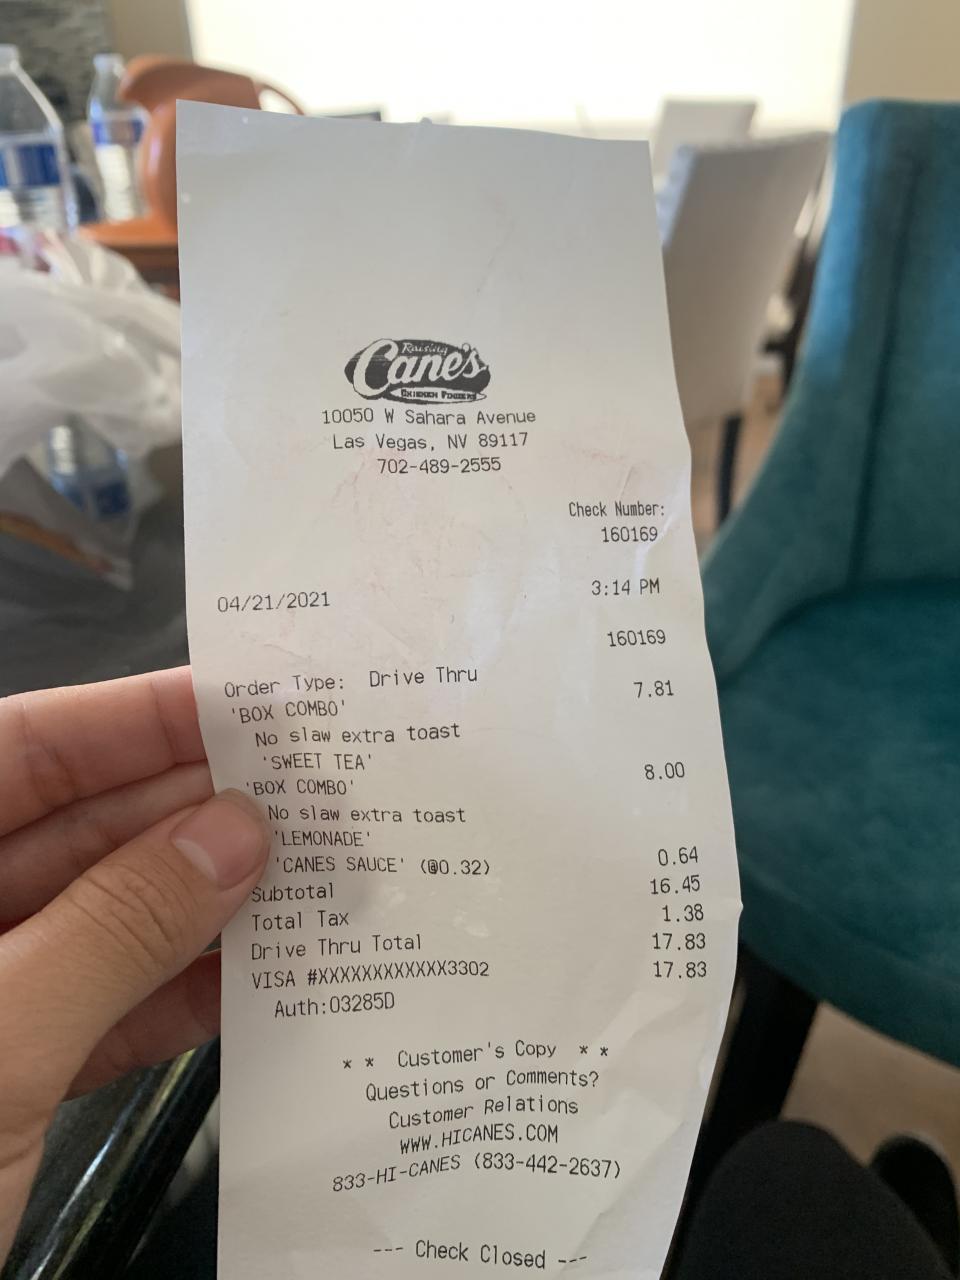 Raising
Cane's
CHICKEN FINGERS
10050 W Sahara Avenue
Las Vegas, NV 89117
702-489-2555
Check Number:
160169
04/21/2021 3:14 PM
160169
Order Type: Drive Thru
'BOX COMBO' 7.81
No slaw extra toast
'SWEET TEA'
'BOX COMBO' 8.00
No slaw extra toast
'LEMONADE'
'CANES SAUCE' (@0.32) 0.64
Subtotal 16.45
Total Tax 1.38
Drive Thru Total 17.83
VISA #XXXXXXXXXXXX3302 17.83
Auth:03285D
* * Customer's Copy * *
Questions or Comments?
Customer Relations
WWW.HICANES.COM
833-HI-CANES (833-442-2637)
--- Check Closed ---